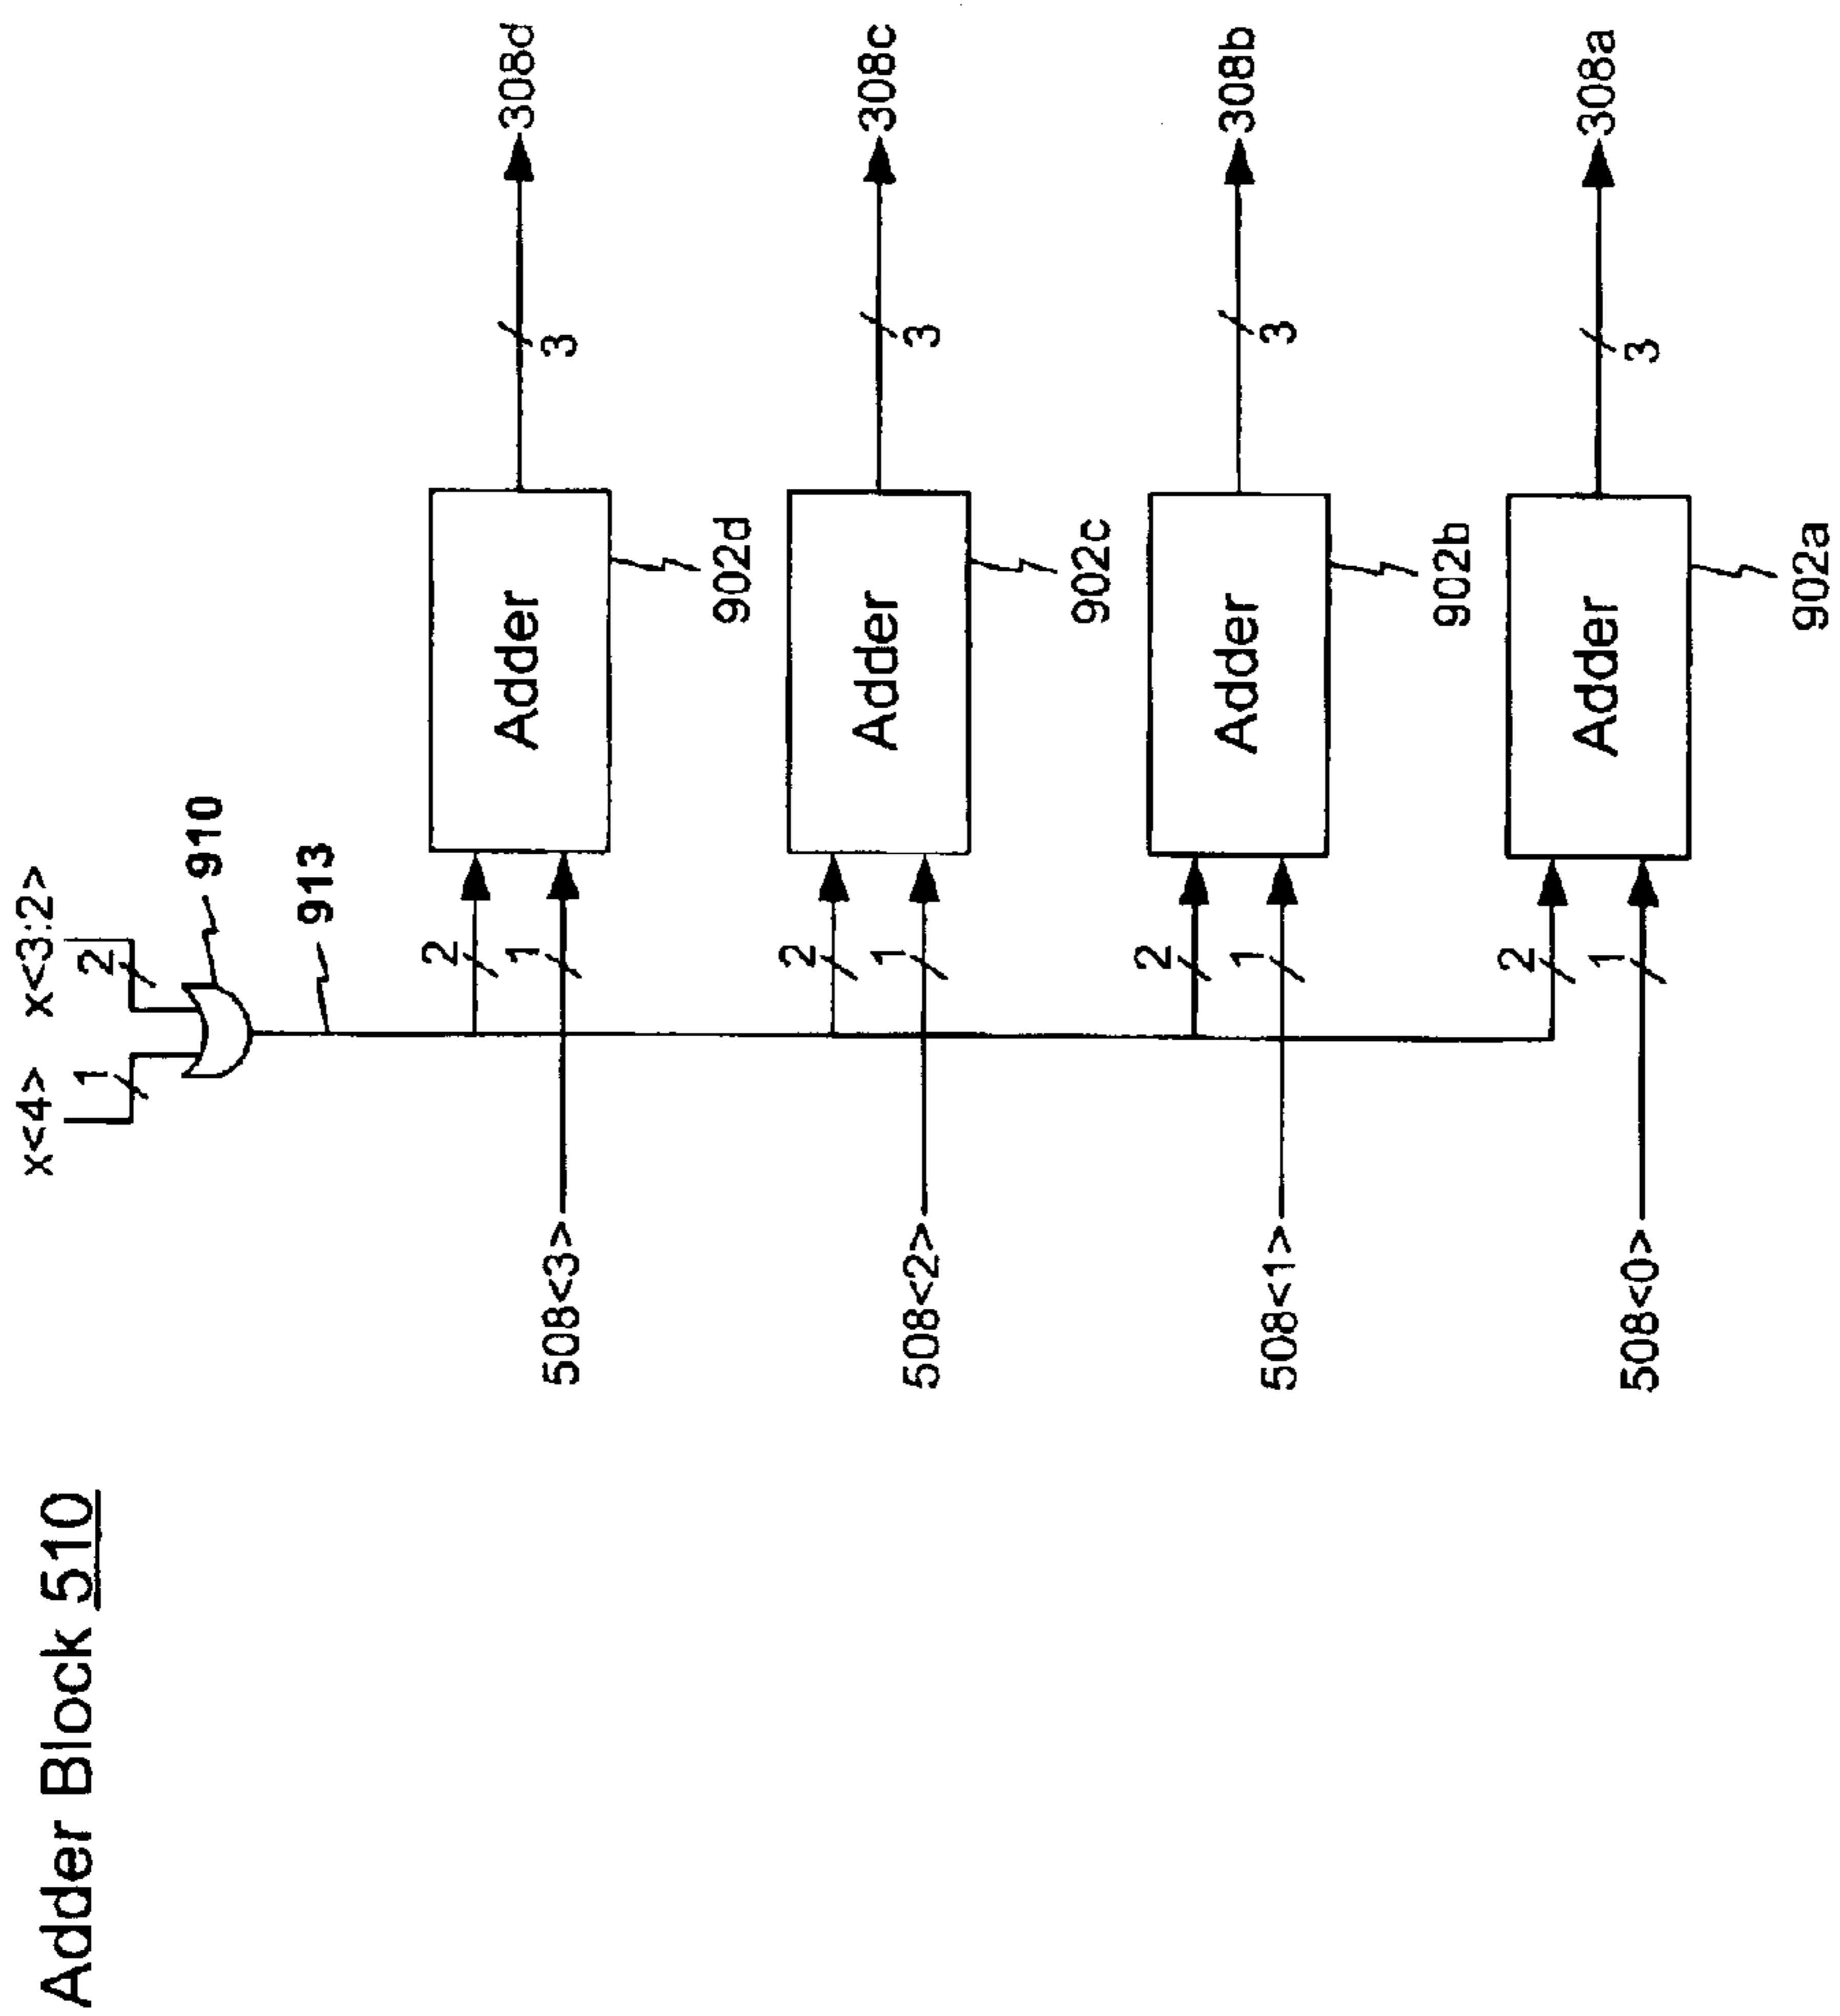 Adder Block 510
x<4> x<3:2>
1 2
910
913
508<3>
2
1
Adder
902d
3
308d
508<2>
2
1
Adder
902c
3
308c
508<1>
2
1
Adder
902b
3
308b
508<0>
2
1
Adder
902a
3
308a